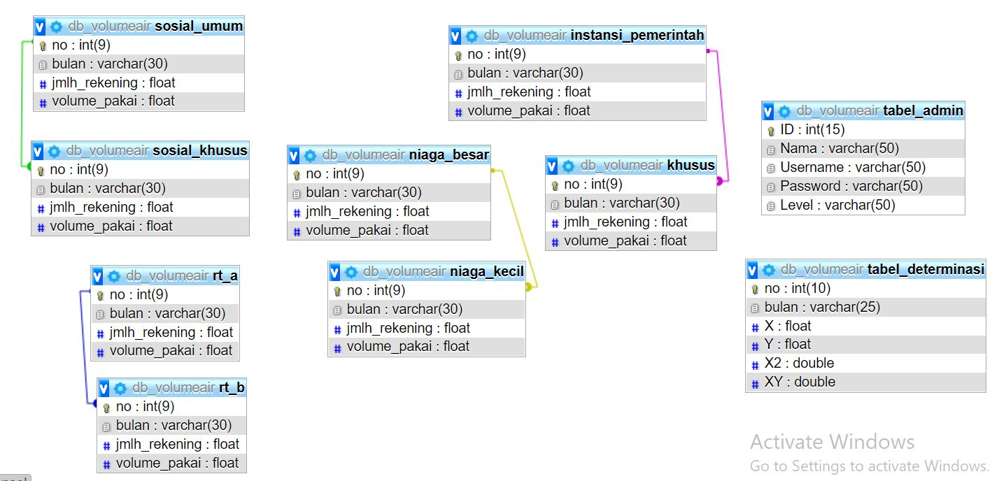 db_volumeair sosial_umum
no : int(9)
bulan : varchar(30)
jmlh_rekening : float
volume_pakai : float
db_volumeair sosial_khusus
no : int(9)
bulan : varchar(30)
jmlh_rekening : float
volume_pakai : float
db_volumeair rt_a
no : int(9)
bulan : varchar(30)
jmlh_rekening : float
volume_pakai : float
db_volumeair rt_b
no : int(9)
bulan : varchar(30)
jmlh_rekening : float
volume_pakai : float
db_volumeair niaga_besar
no : int(9)
bulan : varchar(30)
jmlh_rekening : float
volume_pakai : float
db_volumeair niaga_kecil
no : int(9)
bulan : varchar(30)
jmlh_rekening : float
volume_pakai : float
db_volumeair instansi_pemerintah
no : int(9)
bulan : varchar(30)
jmlh_rekening : float
volume_pakai : float
db_volumeair khusus
no : int(9)
bulan : varchar(30)
jmlh_rekening : float
volume_pakai : float
db_volumeair tabel_admin
ID : int(15)
Nama : varchar(50)
Username : varchar(50)
Password : varchar(50)
Level : varchar(50)
db_volumeair tabel_determinasi
no : int(10)
bulan : varchar(25)
X : float
Y : float
X2 : double
XY : double
Activate Windows
Go to Settings to activate Windows.